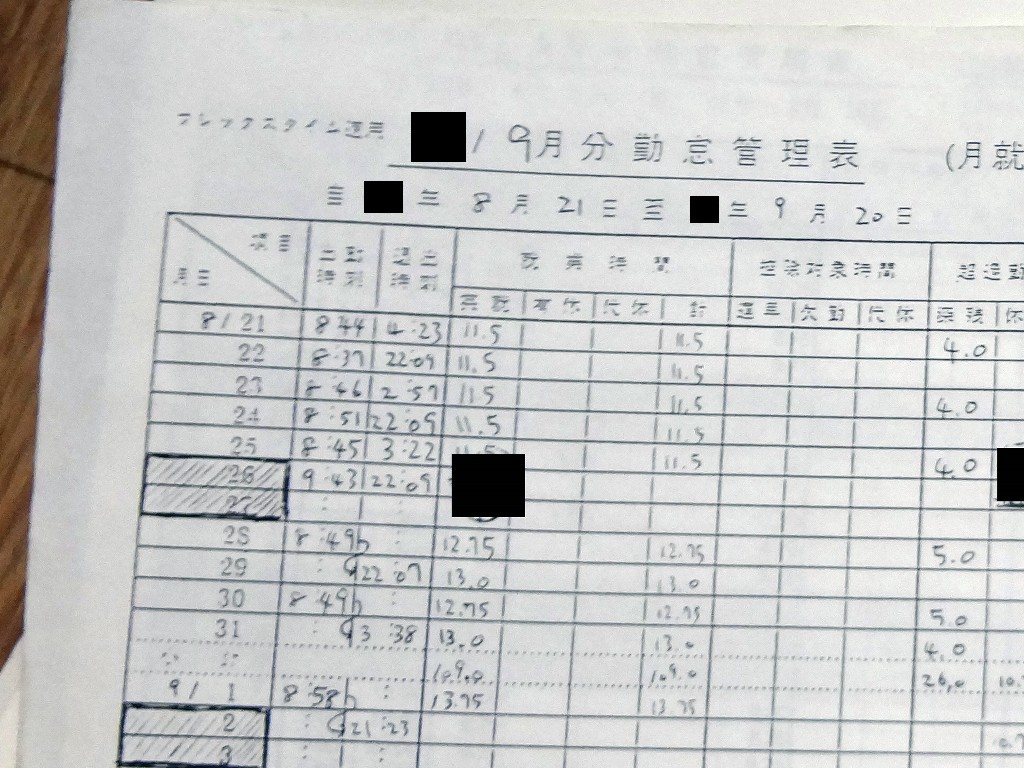 フレックスタイム適用 / 9月分勤怠管理表 (月就
自 年 8月 21日 至 年 9月 20日
項目 出勤時刻 退出時刻 就業時間 控除対象時間 超過勤
月日 実就 有休 代休 計 遅早 欠勤 代休 深残 休
8/21 8:44 4:23 11.5 11.5 4.0
22 8:37 22:09 11.5 11.5
23 8:46 2:57 11.5 11.5 4.0
24 8:51 22:09 11.5 11.5
25 8:45 3:22 11.5 11.5 4.0
26 9:43 22:09
27 : :
28 8:49 : 12.75 12.75 5.0
29 : 22:07 13.0 13.0
30 8:49 : 12.75 12.75 5.0
31 : 3:38 13.0 13.0 4.0
109.0 109.0 26.0 10.
9/1 8:58 : 13.75 13.75
2 : 21:23
3 : :